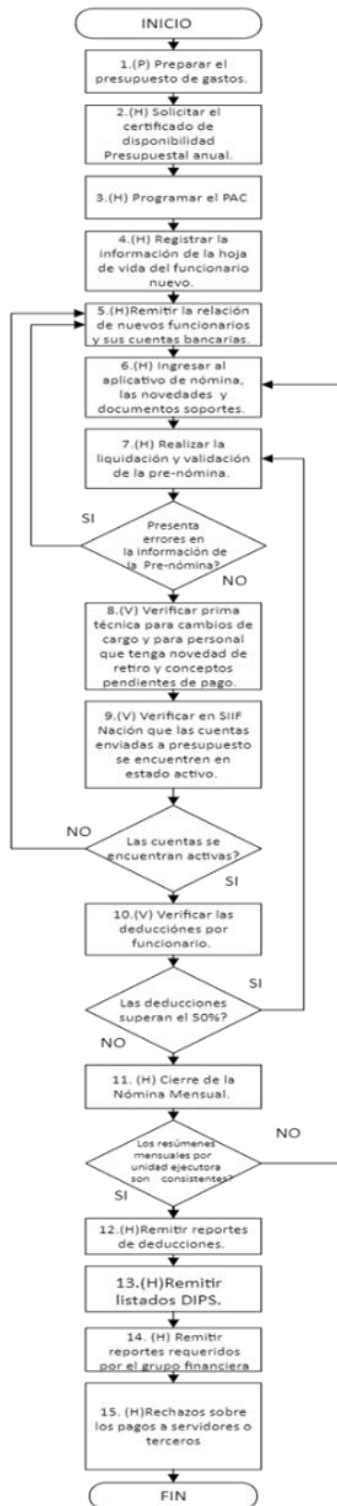 INICIO
1.(P) Preparar el
presupuesto de gastos.
2.(H) Solicitar el
certificado de
disponibilidad
Presupuestal anual.
3.(H) Programar el PAC
4.(H) Registrar la
información de la hoja
de vida del funcionario
nuevo.
5.(H)Remitir la relación
de nuevos funcionarios
y sus cuentas bancarias.
6.(H) Ingresar al
aplicativo de nómina,
las novedades y
documentos soportes.
7.(H) Realizar la
liquidación y validación
de la pre-nómina.
SI
Presenta
errores en
la información de
la Pre-nómina?
NO
8.(V) Verificar prima
técnica para cambios de
cargo y para personal
que tenga novedad de
retiro y conceptos
pendientes de pago.
9.(V) Verificar en SIIF
Nación que las cuentas
enviadas a presupuesto
se encuentren en
estado activo.
NO
Las cuentas se
encuentran activas?
SI
10.(V) Verificar las
deducciónes por
funcionario.
SI
Las deducciones
superan el 50%?
NO
11. (H) Cierre de la
Nómina Mensual.
NO
Los resúmenes
mensuales por
unidad ejecutora
son consistentes?
SI
12.(H)Remitir reportes
de deducciones.
13.(H)Remitir
listados DIPS.
14. (H) Remitir
reportes requeridos
por el grupo financiera
15. (H)Rechazos sobre
los pagos a servidores o
terceros
FIN